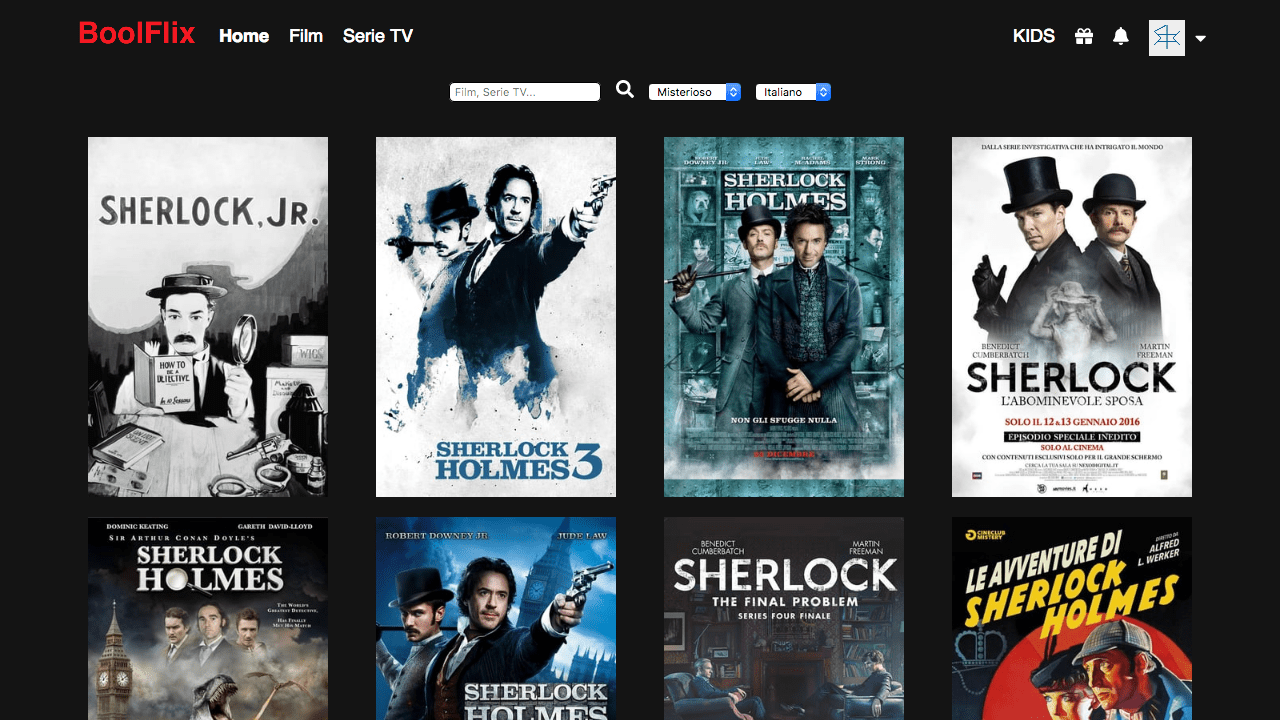 BoolFlix Home Film Serie TV KIDS
Film, Serie TV... Misterioso Italiano
SHERLOCK, JR.
HOW TO
BE A
DETECTIVE
WIGS
SHERLOCK
HOLMES 3
ROBERT DOWNEY JR. JUDE LAW RACHEL McADAMS MARK STRONG
SHERLOCK
HOLMES
NON GLI SFUGGE NULLA
25 DICEMBRE
DALLA SERIE INVESTIGATIVA CHE HA INTRIGATO IL MONDO
BENEDICT
CUMBERBATCH
MARTIN
FREEMAN
SHERLOCK
L'ABOMINEVOLE SPOSA
SOLO IL 12 & 13 GENNAIO 2016
EPISODIO SPECIALE INEDITO
SOLO AL CINEMA
CON CONTENUTI ESCLUSIVI SOLO PER IL GRANDE SCHERMO
CERCA LA TUA SALA SU NEXODIGITAL.IT
DOMINIC KEATING GARETH DAVID-LLOYD
SIR ARTHUR CONAN DOYLE'S
SHERLOCK
HOLMES
THE WORLD'S
GREATEST DETECTIVE,
HAS FINALLY
MET HIS MATCH
ROBERT DOWNEY JR. JUDE LAW
SHERLOCK
HOLMES
BENEDICT
CUMBERBATCH
MARTIN
FREEMAN
SHERLOCK
THE FINAL PROBLEM
SERIES FOUR FINALE
CINECLUB
MISTERY
DIRETTO DA
ALFRED
L. WERKER
LE AVVENTURE DI
SHERLOCK
HOLMES